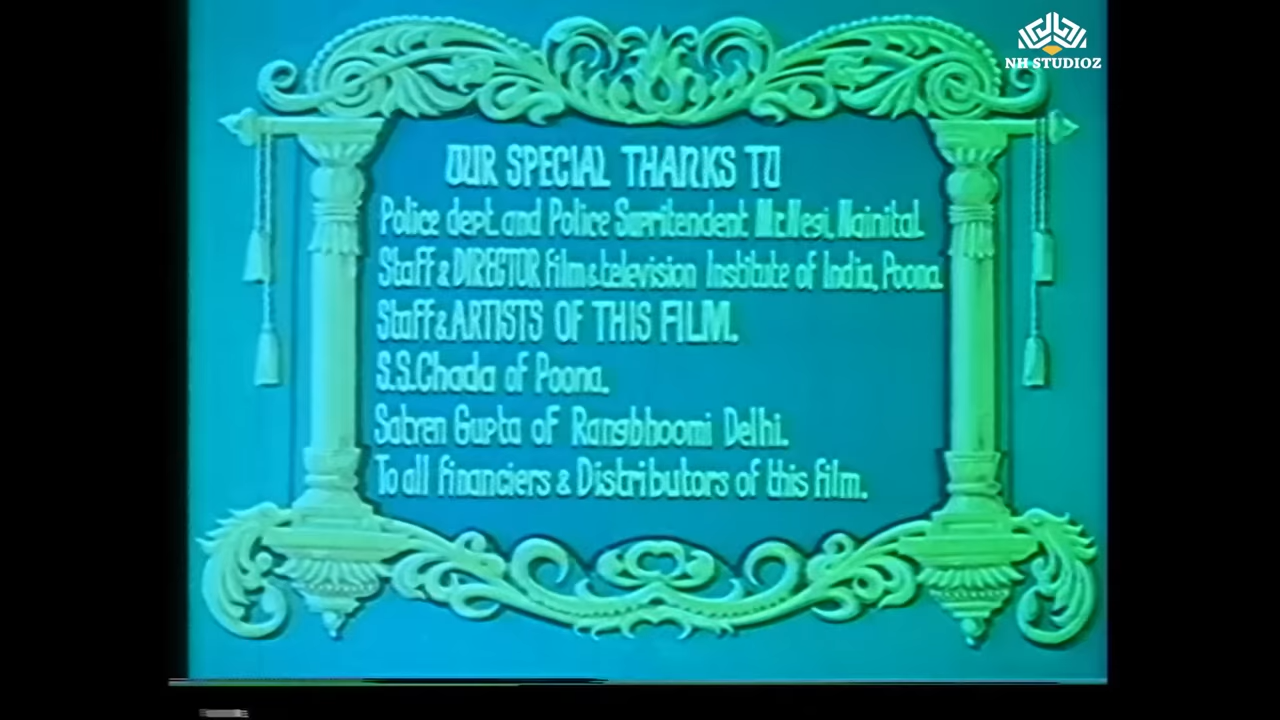 NH STUDIOZ
OUR SPECIAL THANKS TO
Police dept. and Police Supritendent Mr. Negi, Nainital.
Staff & DIRECTOR film & television Institute of India, Poona.
Staff & ARTISTS OF THIS FILM.
S.S. Chada of Poona.
Satren Gupta of Rangbhoomi Delhi.
To all financiers & Distributors of this film.